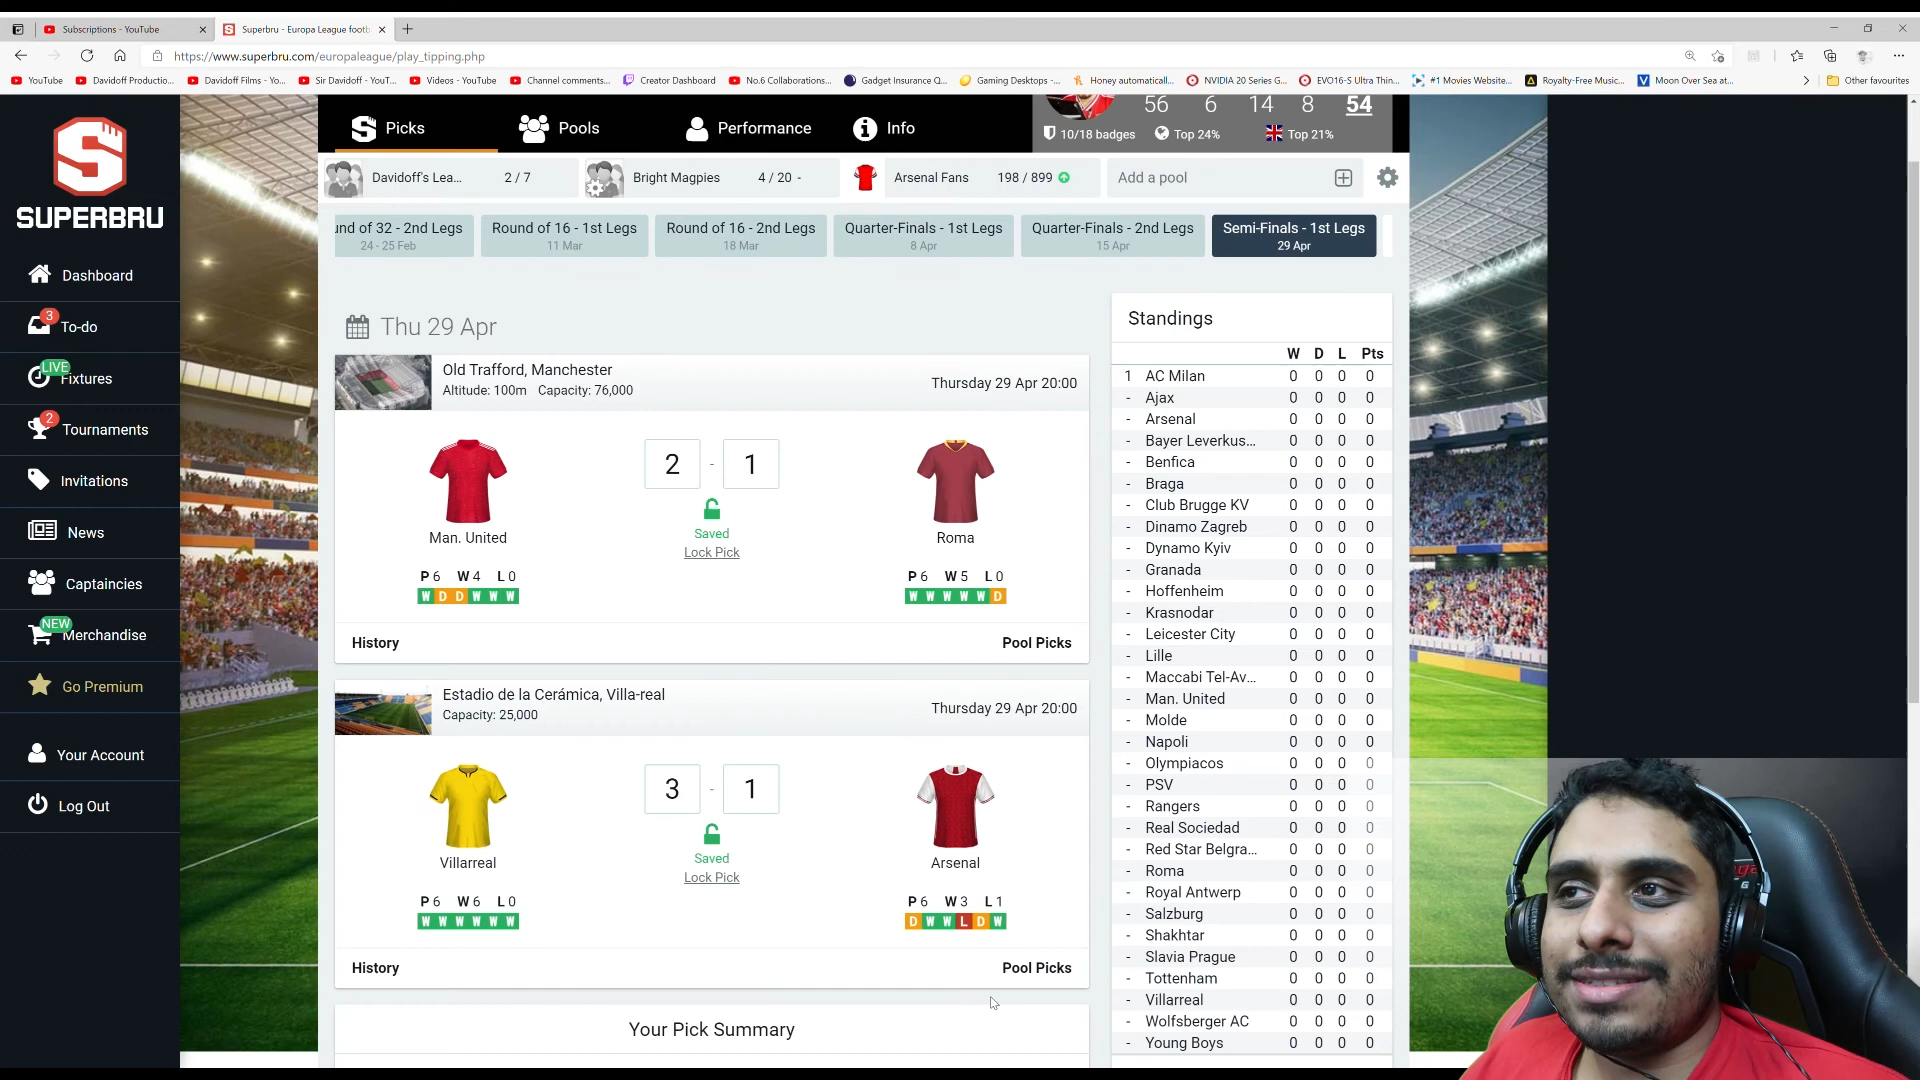 Subscriptions - YouTube
Superbru - Europa League footb
https://www.superbru.com/europaleague/play_tipping.php
YouTube
Davidoff Productio...
Davidoff Films - Yo...
Sir Davidoff - YouT...
Videos - YouTube
Channel comments...
Creator Dashboard
No.6 Collaborations...
Gadget Insurance Q...
Gaming Desktops -...
Honey automaticall...
NVIDIA 20 Series G...
EVO16-S Ultra Thin...
#1 Movies Website...
Royalty-Free Music...
Moon Over Sea at...
Other favourites
SUPERBRU
Dashboard
3
To-do
LIVE
Fixtures
2
Tournaments
Invitations
News
Captaincies
NEW
Merchandise
Go Premium
Your Account
Log Out
Picks
Pools
Performance
Info
56 6 14 8 54
10/18 badges
Top 24%
Top 21%
Davidoff's Lea... 2 / 7
Bright Magpies 4 / 20 -
Arsenal Fans 198 / 899
Add a pool
und of 32 - 2nd Legs
24 - 25 Feb
Round of 16 - 1st Legs
11 Mar
Round of 16 - 2nd Legs
18 Mar
Quarter-Finals - 1st Legs
8 Apr
Quarter-Finals - 2nd Legs
15 Apr
Semi-Finals - 1st Legs
29 Apr
Thu 29 Apr
Old Trafford, Manchester
Altitude: 100m Capacity: 76,000
Thursday 29 Apr 20:00
2 - 1
Saved
Lock Pick
Man. United
Roma
P 6 W 4 L 0
W D D W W W
P 6 W 5 L 0
W W W W W D
History
Pool Picks
Estadio de la Cerámica, Villa-real
Capacity: 25,000
Thursday 29 Apr 20:00
3 - 1
Saved
Lock Pick
Villarreal
Arsenal
P 6 W 6 L 0
W W W W W W
P 6 W 3 L 1
D W W L D W
History
Pool Picks
Your Pick Summary
Standings
W D L Pts
1 AC Milan 0 0 0 0
- Ajax 0 0 0 0
- Arsenal 0 0 0 0
- Bayer Leverkus... 0 0 0 0
- Benfica 0 0 0 0
- Braga 0 0 0 0
- Club Brugge KV 0 0 0 0
- Dinamo Zagreb 0 0 0 0
- Dynamo Kyiv 0 0 0 0
- Granada 0 0 0 0
- Hoffenheim 0 0 0 0
- Krasnodar 0 0 0 0
- Leicester City 0 0 0 0
- Lille 0 0 0 0
- Maccabi Tel-Av... 0 0 0 0
- Man. United 0 0 0 0
- Molde 0 0 0 0
- Napoli 0 0 0 0
- Olympiacos 0 0 0 0
- PSV 0 0 0 0
- Rangers 0 0 0 0
- Real Sociedad 0 0 0 0
- Red Star Belgra... 0 0 0 0
- Roma 0 0 0 0
- Royal Antwerp 0 0 0 0
- Salzburg 0 0 0 0
- Shakhtar 0 0 0 0
- Slavia Prague 0 0 0 0
- Tottenham 0 0 0 0
- Villarreal 0 0 0 0
- Wolfsberger AC 0 0 0 0
- Young Boys 0 0 0 0